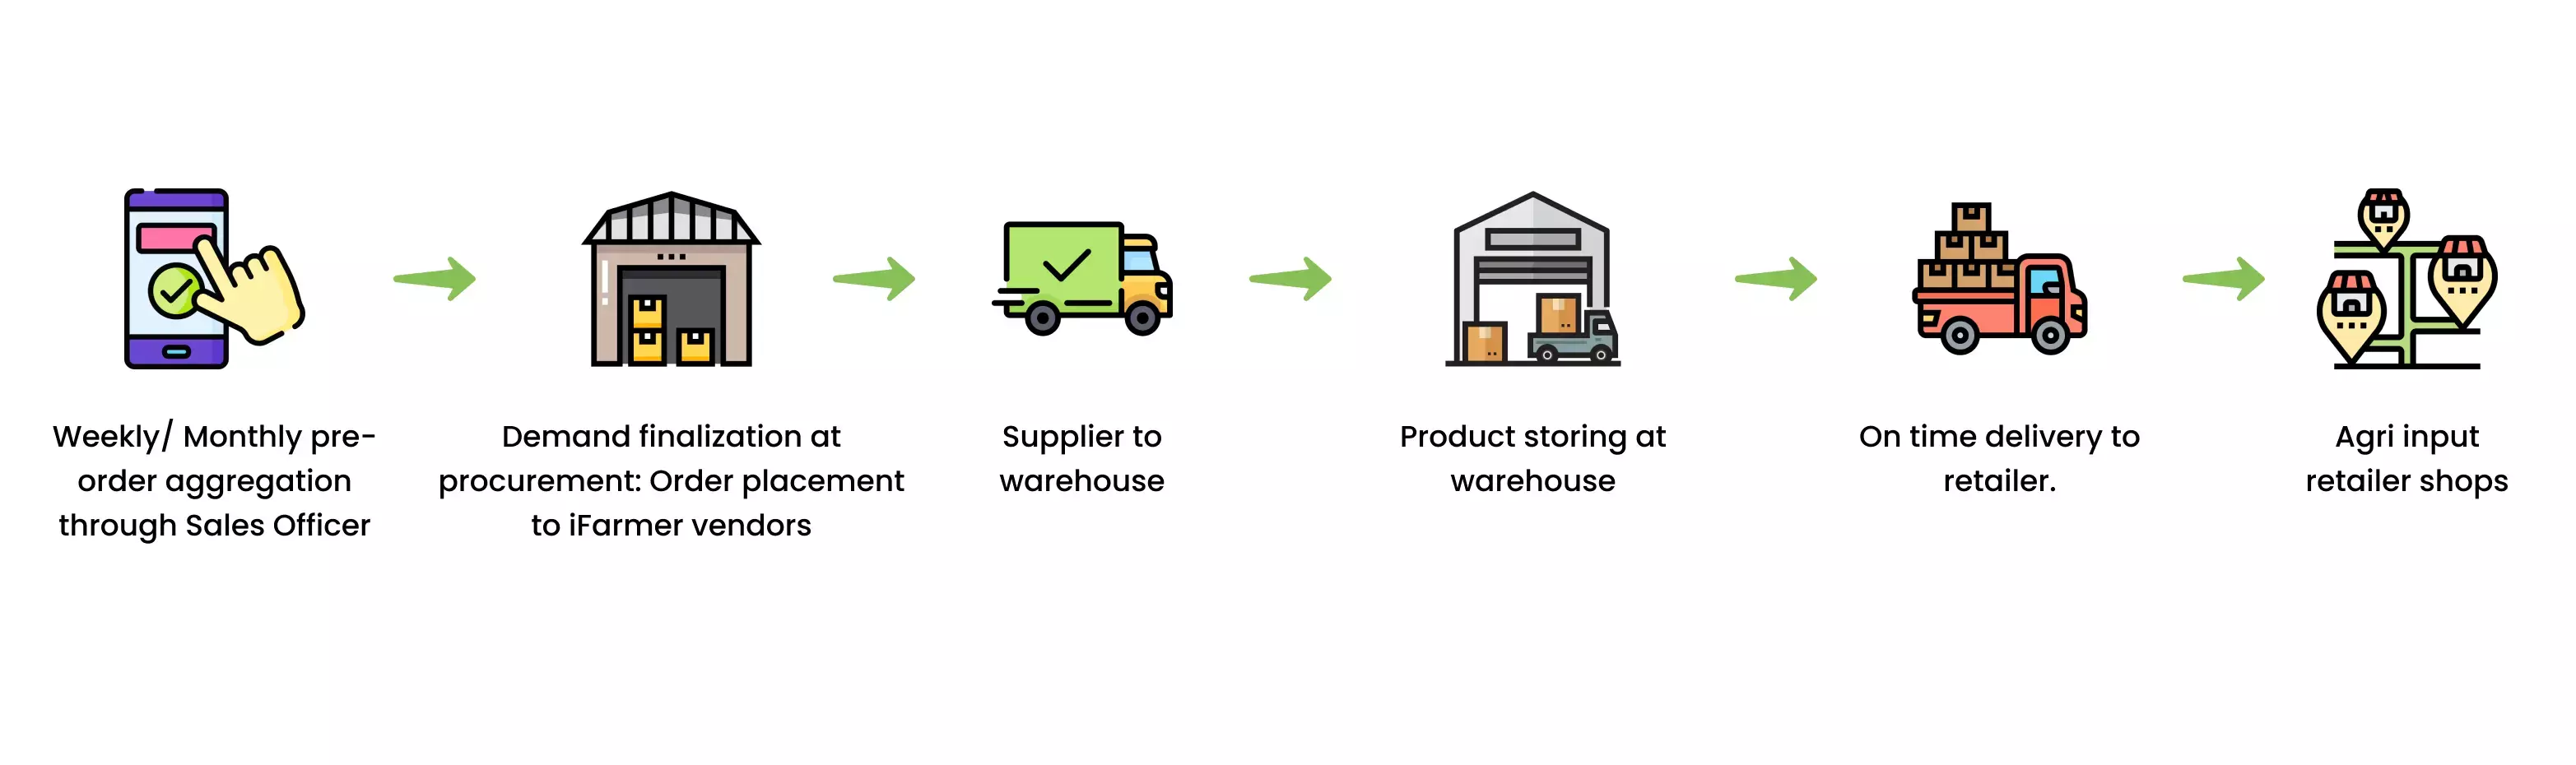 Weekly/ Monthly pre-
order aggregation
through Sales Officer
Demand finalization at
procurement: Order placement
to iFarmer vendors
Supplier to
warehouse
Product storing at
warehouse
On time delivery to
retailer.
Agri input
retailer shops